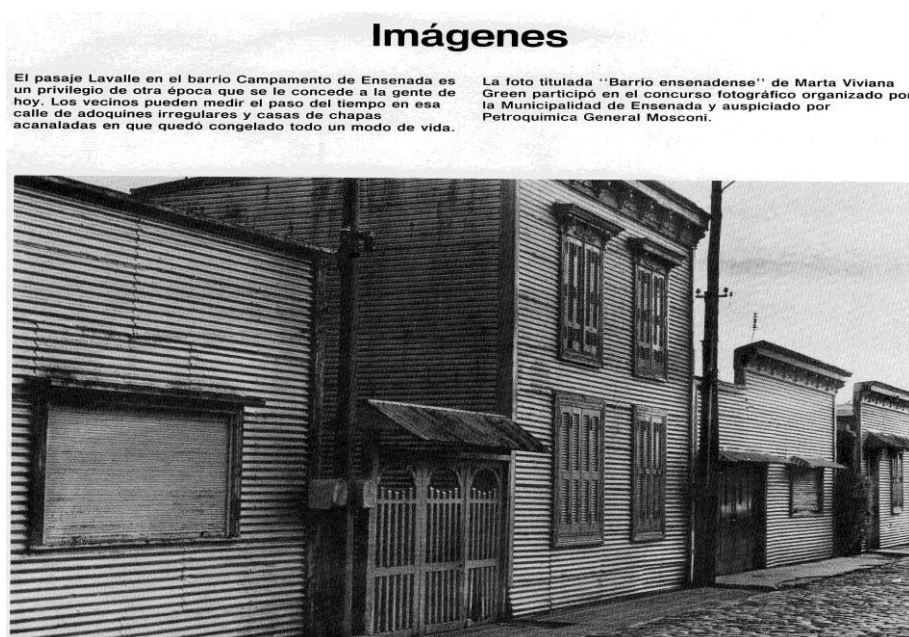 Imágenes
El pasaje Lavalle en el barrio Campamento de Ensenada es
un privilegio de otra época que se le concede a la gente de
hoy. Los vecinos pueden medir el paso del tiempo en esa
calle de adoquines irregulares y casas de chapas
acanaladas en que quedó congelado todo un modo de vida.
La foto titulada ''Barrio ensenadense'' de Marta Viviana
Green participó en el concurso fotográfico organizado por
la Municipalidad de Ensenada y auspiciado por
Petroquímica General Mosconi.